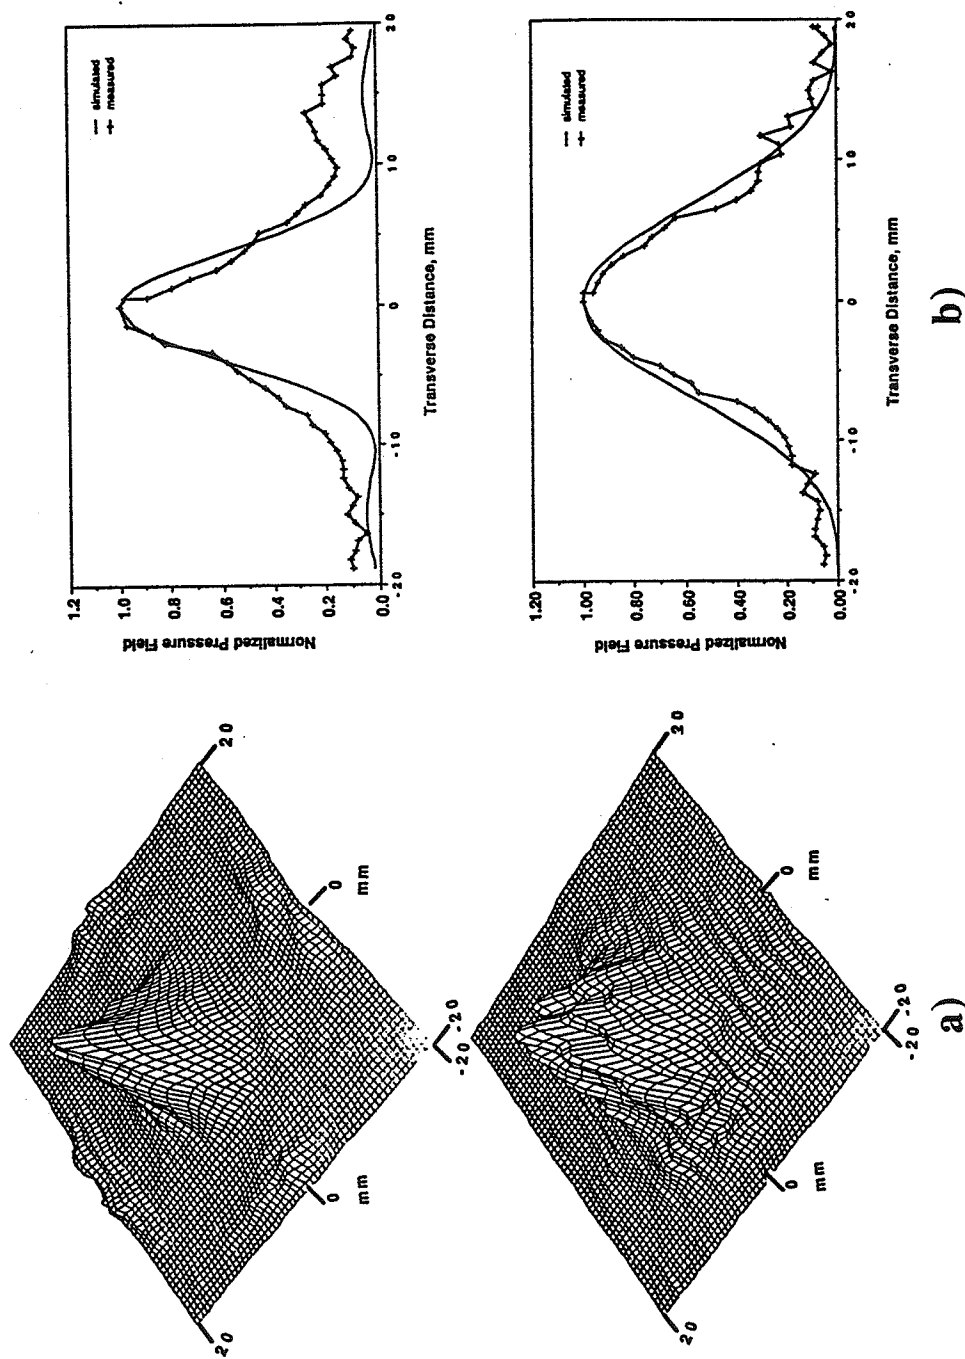 1.2
1.0
0.8
0.6
0.4
0.2
0.0
Normalized Pressure Field
-20
-10
0
10
20
Transverse Distance, mm
simulated
measured
1.20
1.00
0.80
0.60
0.40
0.20
0.00
Normalized Pressure Field
-20
-10
0
10
20
Transverse Distance, mm
simulated
measured
b)
20
0
mm
-20
-20
0
mm
20
20
0
mm
-20
-20
0
mm
20
a)